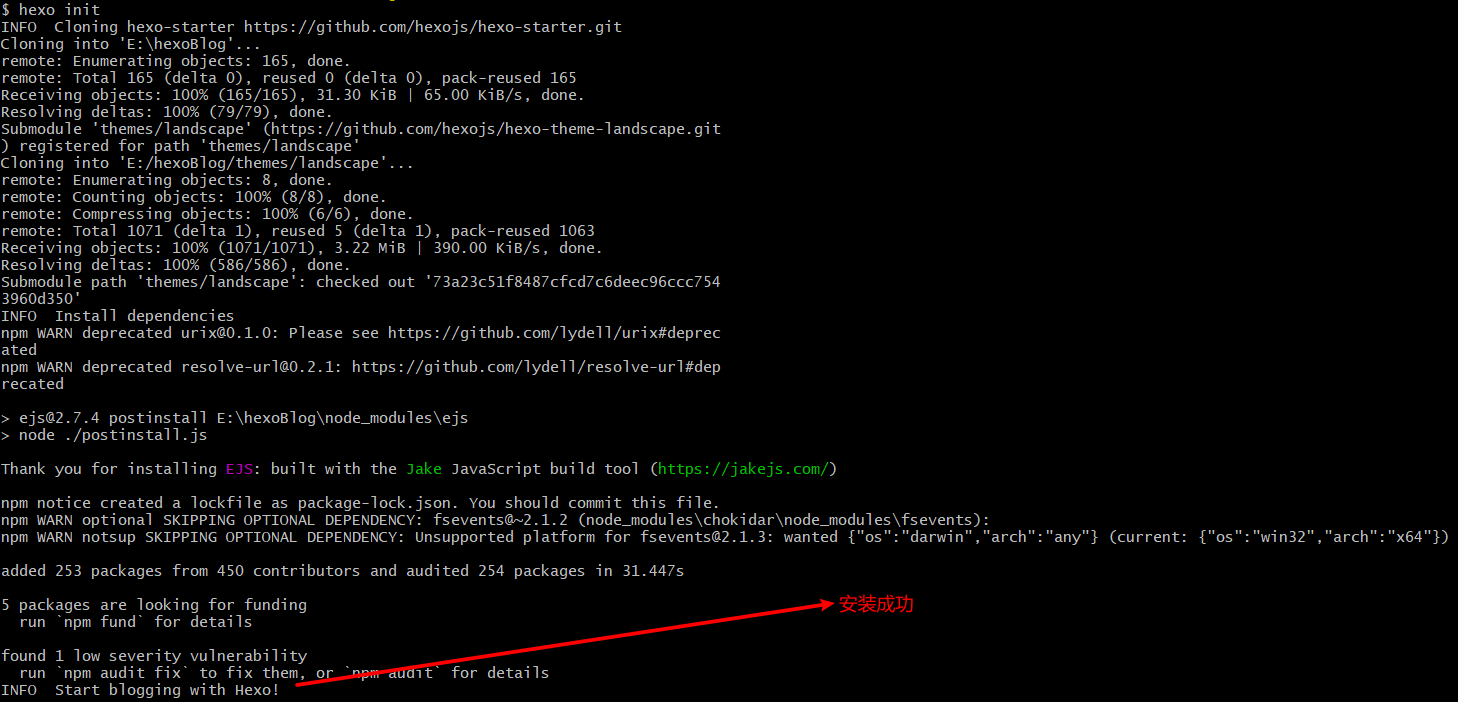 $ hexo init
INFO  Cloning hexo-starter https://github.com/hexojs/hexo-starter.git
Cloning into 'E:\hexoBlog'...
remote: Enumerating objects: 165, done.
remote: Total 165 (delta 0), reused 0 (delta 0), pack-reused 165
Receiving objects: 100% (165/165), 31.30 KiB | 65.00 KiB/s, done.
Resolving deltas: 100% (79/79), done.
Submodule 'themes/landscape' (https://github.com/hexojs/hexo-theme-landscape.git
) registered for path 'themes/landscape'
Cloning into 'E:/hexoBlog/themes/landscape'...
remote: Enumerating objects: 8, done.
remote: Counting objects: 100% (8/8), done.
remote: Compressing objects: 100% (6/6), done.
remote: Total 1071 (delta 1), reused 5 (delta 1), pack-reused 1063
Receiving objects: 100% (1071/1071), 3.22 MiB | 390.00 KiB/s, done.
Resolving deltas: 100% (586/586), done.
Submodule path 'themes/landscape': checked out '73a23c51f8487cfcd7c6deec96ccc754
3960d350'
INFO  Install dependencies
npm WARN deprecated urix@0.1.0: Please see https://github.com/lydell/urix#deprec
ated
npm WARN deprecated resolve-url@0.2.1: https://github.com/lydell/resolve-url#dep
recated
> ejs@2.7.4 postinstall E:\hexoBlog\node_modules\ejs
> node ./postinstall.js
Thank you for installing EJS: built with the Jake JavaScript build tool (https://jakejs.com/)
npm notice created a lockfile as package-lock.json. You should commit this file.
npm WARN optional SKIPPING OPTIONAL DEPENDENCY: fsevents@~2.1.2 (node_modules\chokidar\node_modules\fsevents):
npm WARN notsup SKIPPING OPTIONAL DEPENDENCY: Unsupported platform for fsevents@2.1.3: wanted {"os":"darwin","arch":"any"} (current: {"os":"win32","arch":"x64"})
added 253 packages from 450 contributors and audited 254 packages in 31.447s
5 packages are looking for funding
安装成功
  run `npm fund` for details
found 1 low severity vulnerability
  run `npm audit fix` to fix them, or `npm audit` for details
INFO  Start blogging with Hexo!